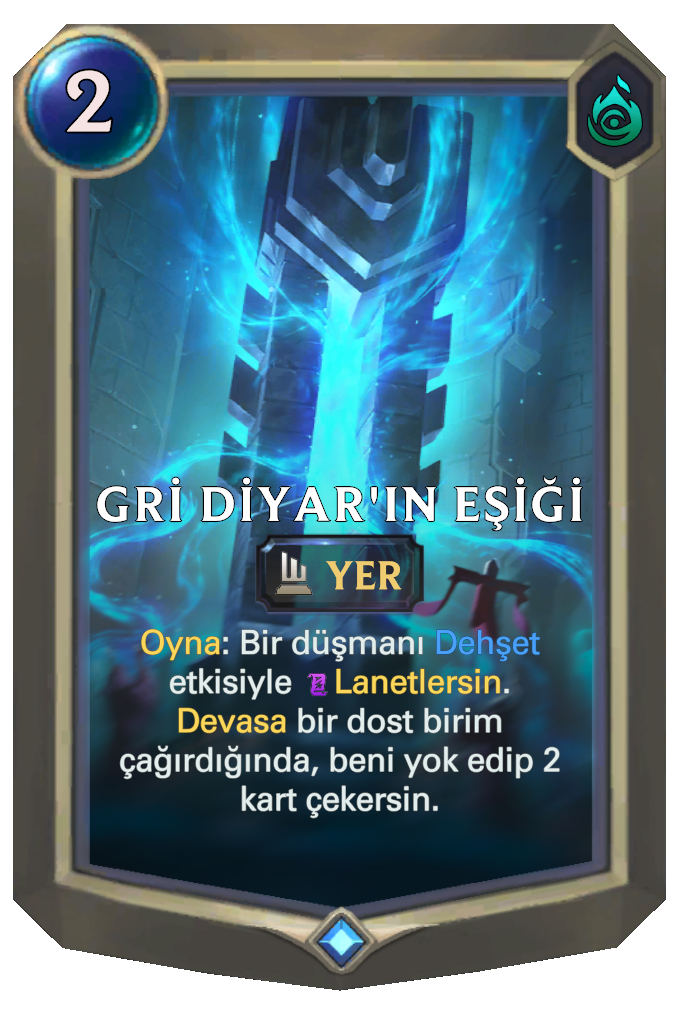 2
GRİ DİYAR'IN EŞİĞİ
YER
Oyna: Bir düşmanı Dehşet
etkisiyle Lanetlersin.
Devasa bir dost birim
çağırdığında, beni yok edip 2
kart çekersin.